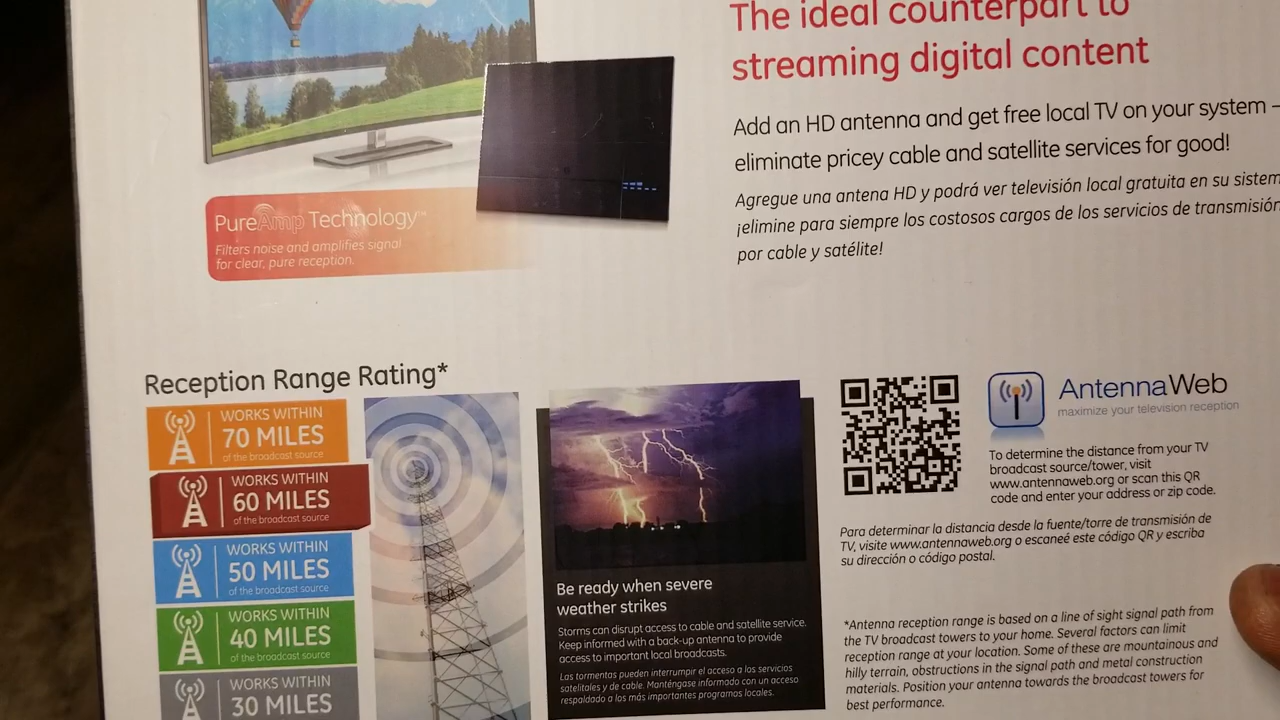 The ideal counterpart to
streaming digital content
Add an HD antenna and get free local TV on your system –
eliminate pricey cable and satellite services for good!
Agregue una antena HD y podrá ver televisión local gratuita en su sistem
¡elimine para siempre los costosos cargos de los servicios de transmisión
por cable y satélite!
PureAmp Technology™
Filters noise and amplifies signal
for clear, pure reception.
Reception Range Rating*
WORKS WITHIN
70 MILES
of the broadcast source
WORKS WITHIN
60 MILES
of the broadcast source
WORKS WITHIN
50 MILES
of the broadcast source
WORKS WITHIN
40 MILES
of the broadcast source
WORKS WITHIN
30 MILES
Be ready when severe
weather strikes
Storms can disrupt access to cable and satellite service.
Keep informed with a back-up antenna to provide
access to important local broadcasts.
Las tormentas pueden interrumpir el acceso a los servicios
satelitales y de cable. Manténgase informado con un acceso
respaldado a los más importantes programas locales.
AntennaWeb
maximize your television reception
To determine the distance from your TV
broadcast source/tower, visit
www.antennaweb.org or scan this QR
code and enter your address or zip code.
Para determinar la distancia desde la fuente/torre de transmisión de
TV, visite www.antennaweb.org o escaneé este código QR y escriba
su dirección o código postal.
*Antenna reception range is based on a line of sight signal path from
the TV broadcast towers to your home. Several factors can limit
reception range at your location. Some of these are mountainous and
hilly terrain, obstructions in the signal path and metal construction
materials. Position your antenna towards the broadcast towers for
best performance.